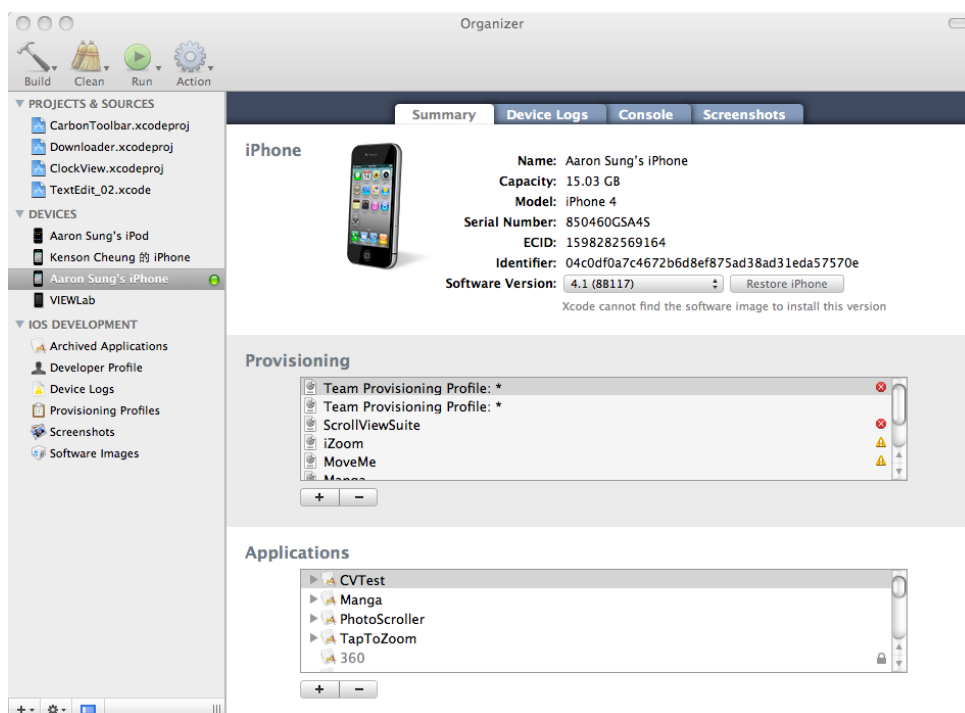 Organizer
Build Clean Run Action
PROJECTS & SOURCES
CarbonToolbar.xcodeproj
Downloader.xcodeproj
ClockView.xcodeproj
TextEdit_02.xcode
DEVICES
Aaron Sung's iPod
Kenson Cheung 的 iPhone
Aaron Sung's iPhone
VIEWLab
IOS DEVELOPMENT
Archived Applications
Developer Profile
Device Logs
Provisioning Profiles
Screenshots
Software Images
Summary Device Logs Console Screenshots
iPhone
Name: Aaron Sung's iPhone
Capacity: 15.03 GB
Model: iPhone 4
Serial Number: 850460GSA4S
ECID: 1598282569164
Identifier: 04c0df0a7c4672b6d8ef875ad38ad31eda57570e
Software Version: 4.1 (8B117) Restore iPhone
Xcode cannot find the software image to install this version
Provisioning
Team Provisioning Profile: *
Team Provisioning Profile: *
ScrollViewSuite
iZoom
MoveMe
Manga
+ −
Applications
CVTest
Manga
PhotoScroller
TapToZoom
360
+ −